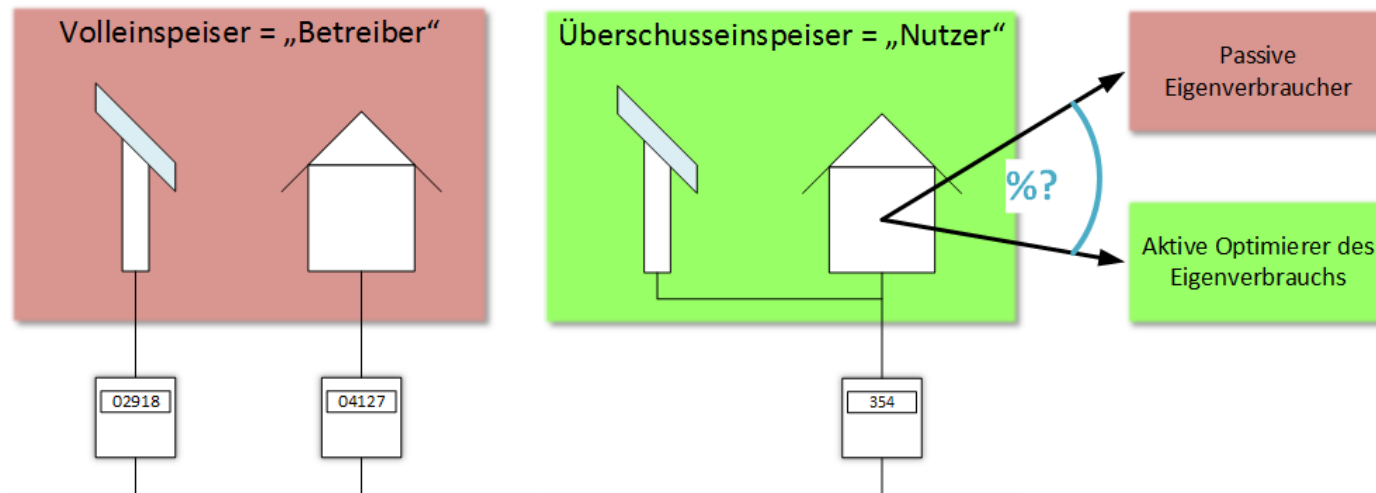 Volleinspeiser = „Betreiber“
Überschusseinspeiser = „Nutzer“
Passive
Eigenverbraucher
%?
Aktive Optimierer des
Eigenverbrauchs
02918
04127
354